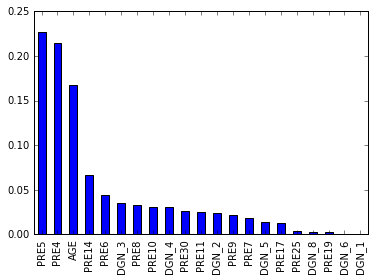 0.25
0.20
0.15
0.10
0.05
0.00
PRE5
PRE4
AGE
PRE14
PRE6
DGN_3
PRE8
PRE10
DGN_4
PRE30
PRE11
DGN_2
PRE9
PRE7
DGN_5
PRE17
PRE25
DGN_8
PRE19
DGN_6
DGN_1